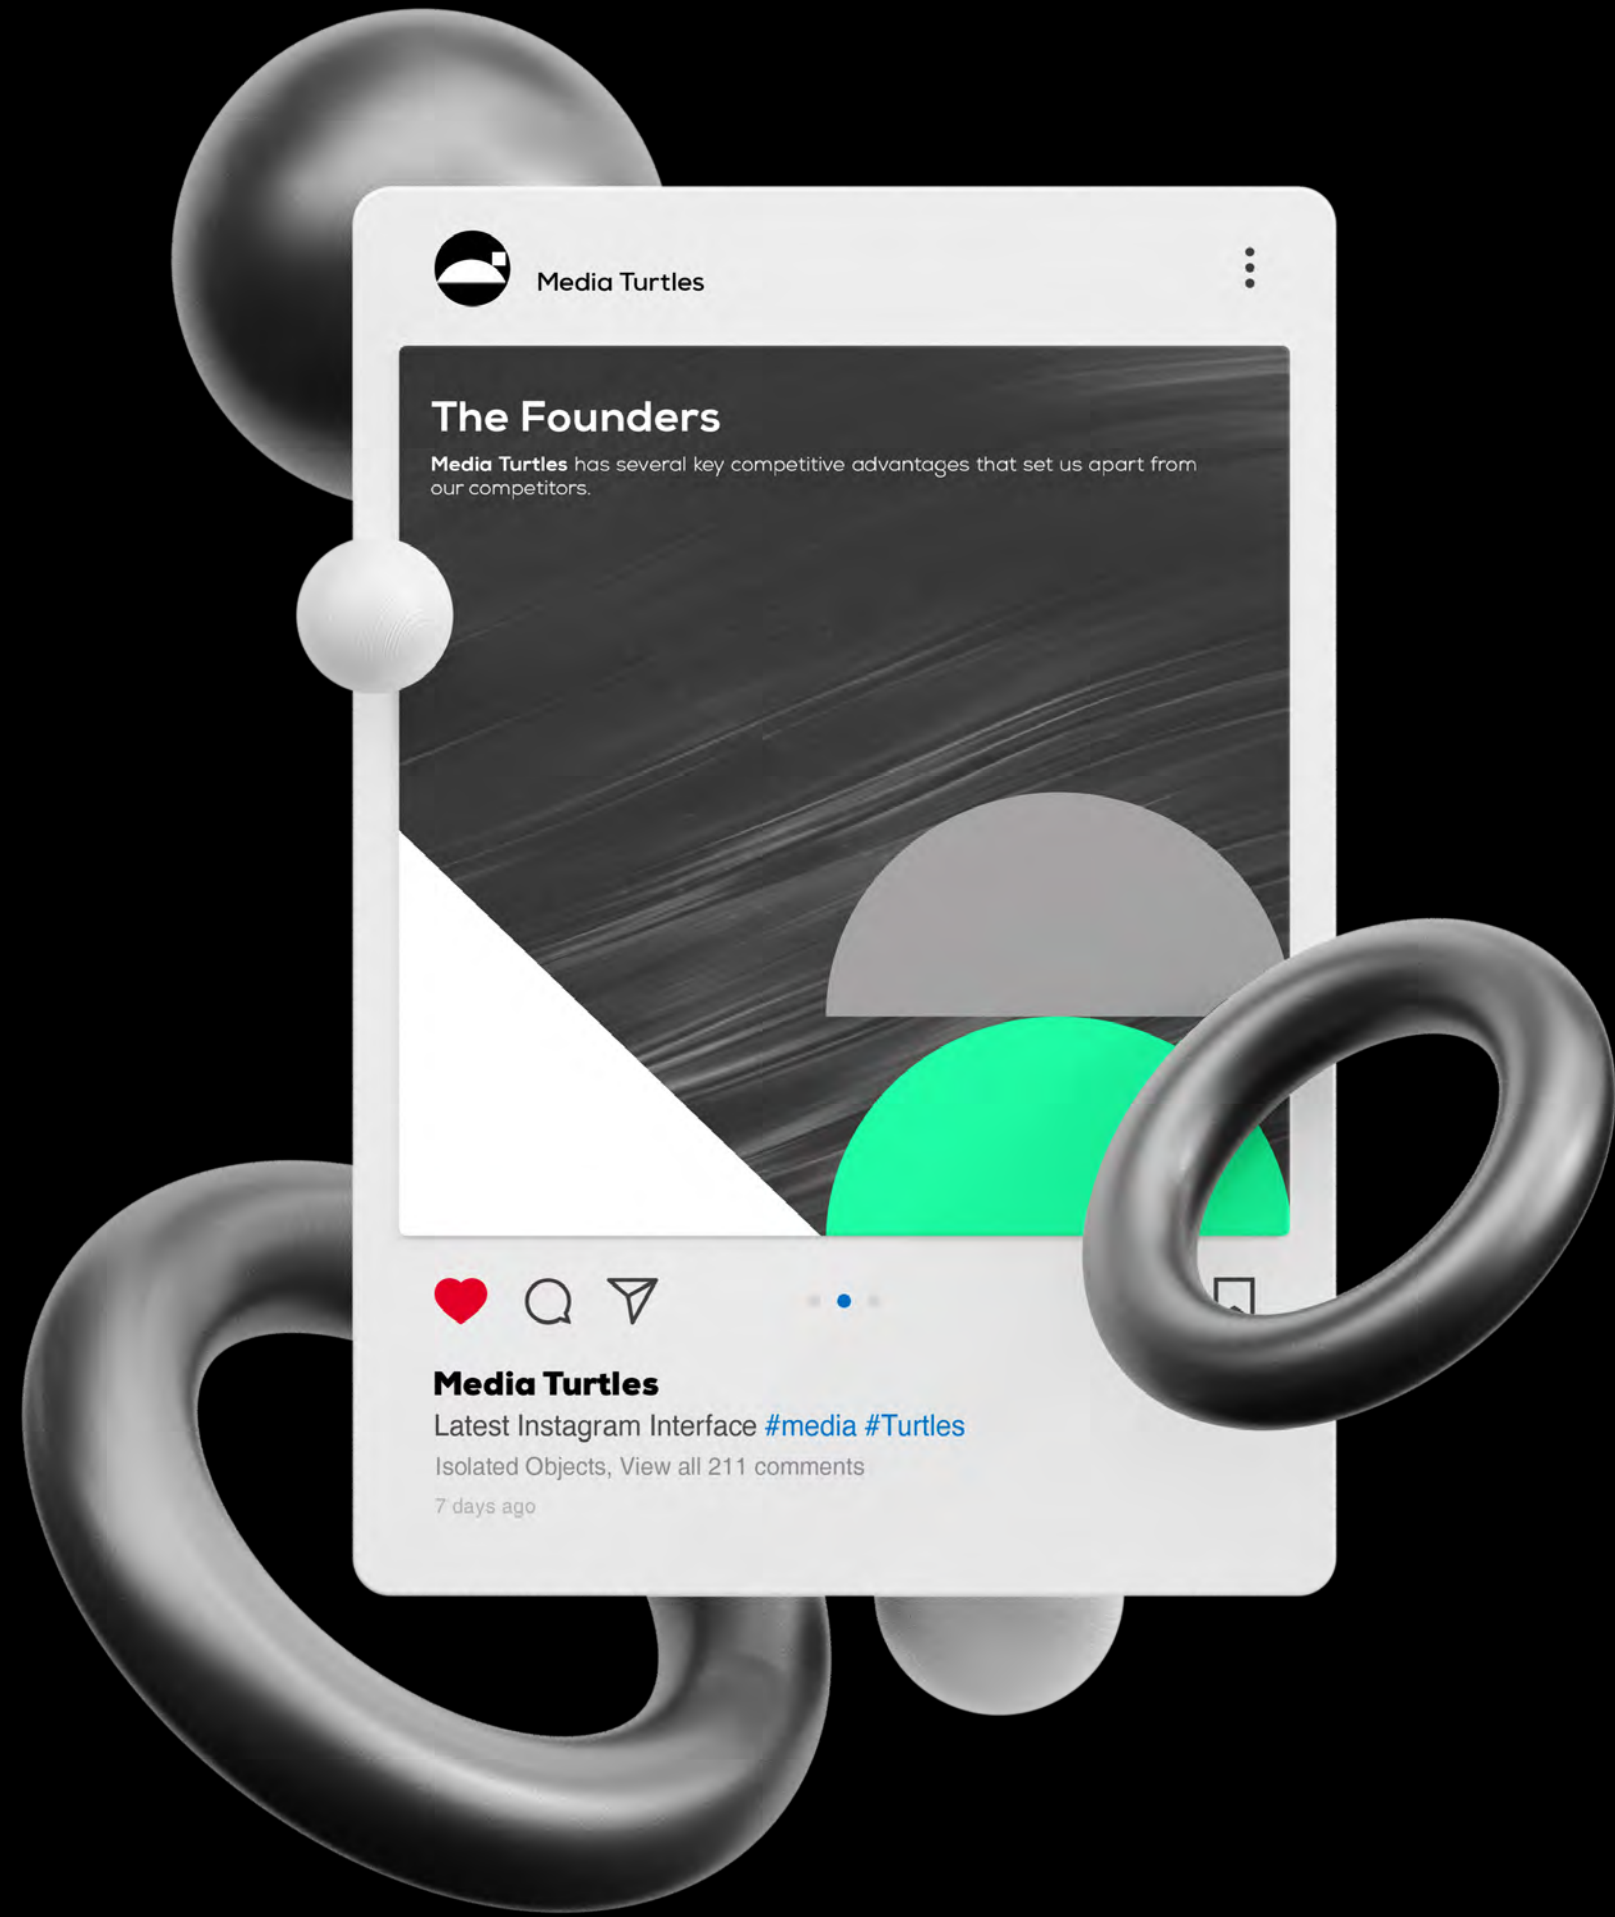 Media Turtles
The Founders
Media Turtles has several key competitive advantages that set us apart from
our competitors.
Media Turtles
Latest Instagram Interface #media #Turtles
Isolated Objects, View all 211 comments
7 days ago